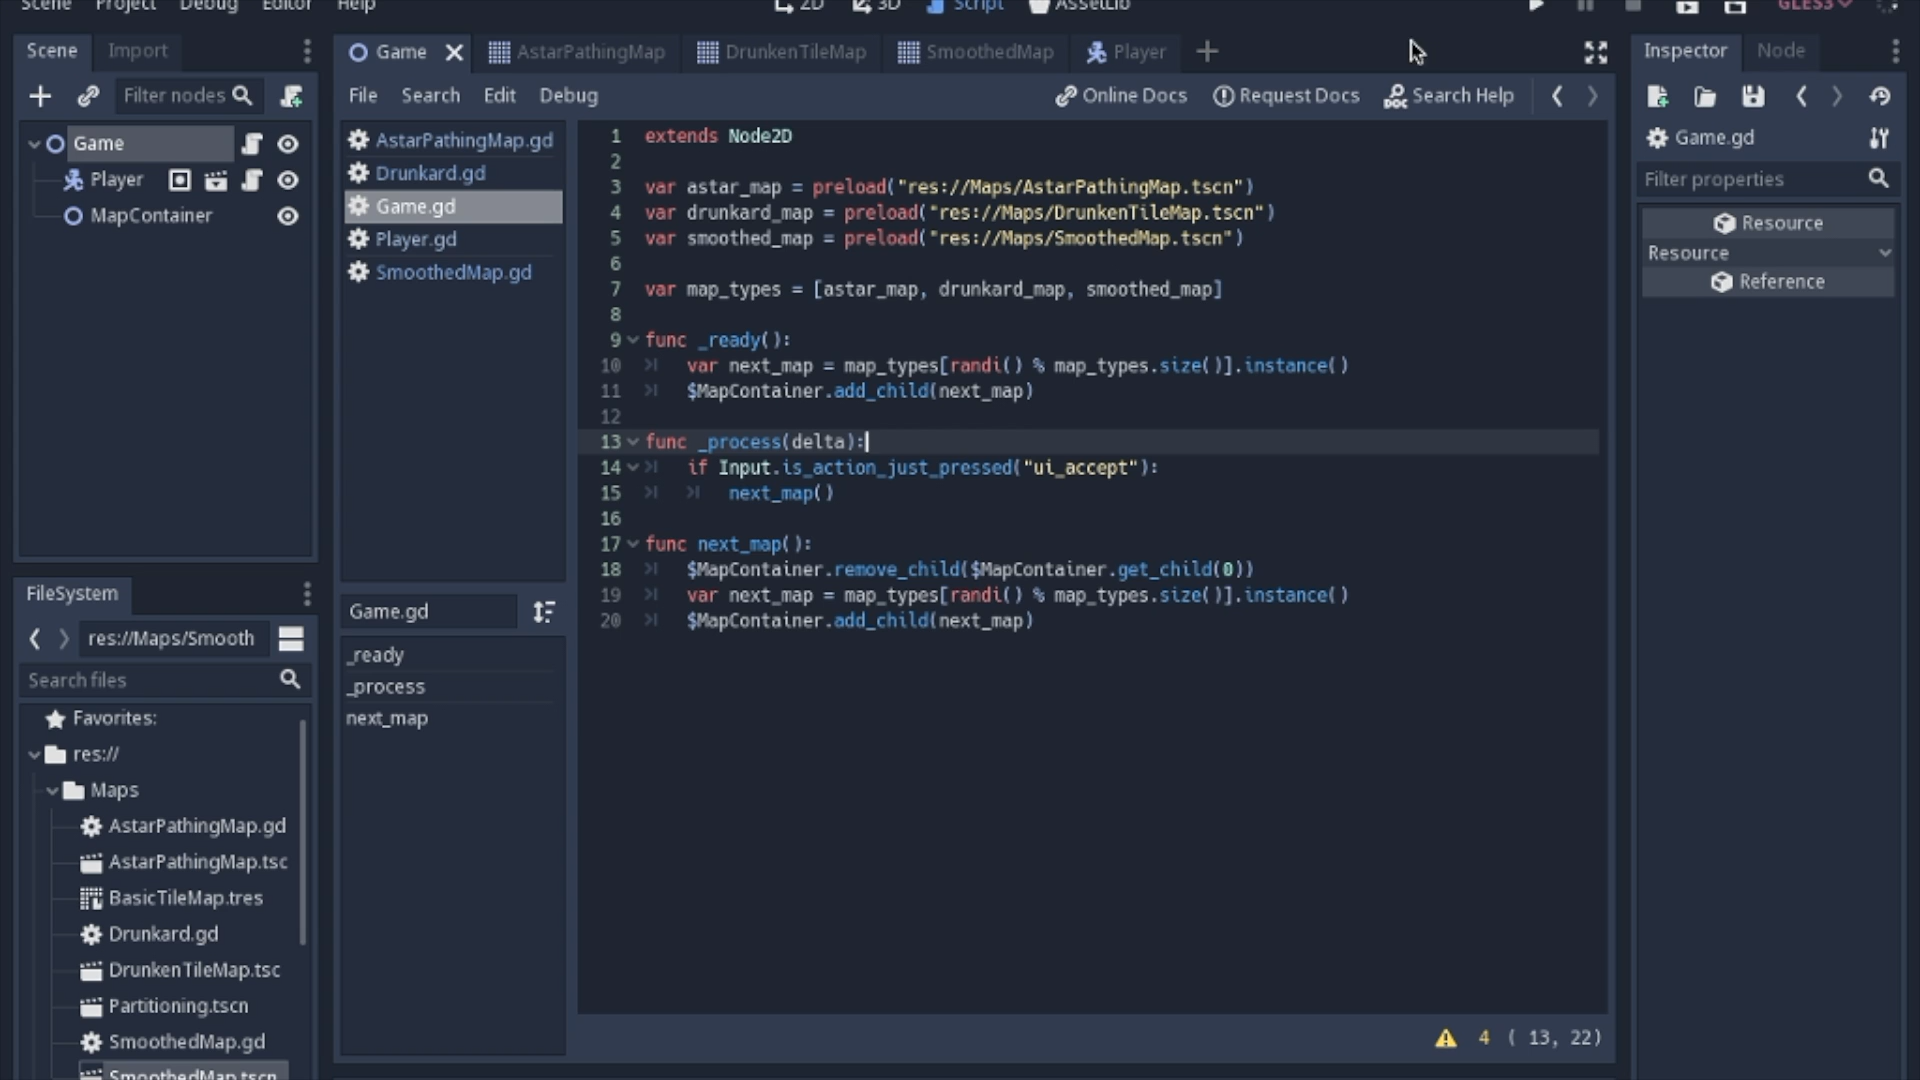 Scene Project Debug Editor Help 2D 3D Script AssetLib GLES3
Scene Import
Game AstarPathingMap DrunkenTileMap SmoothedMap Player
Inspector Node
Filter nodes
File Search Edit Debug Online Docs Request Docs Search Help
Game
Player
MapContainer
AstarPathingMap.gd
Drunkard.gd
Game.gd
Player.gd
SmoothedMap.gd
Game.gd
_ready
_process
next_map
1 extends Node2D
2
3 var astar_map = preload("res://Maps/AstarPathingMap.tscn")
4 var drunkard_map = preload("res://Maps/DrunkenTileMap.tscn")
5 var smoothed_map = preload("res://Maps/SmoothedMap.tscn")
6
7 var map_types = [astar_map, drunkard_map, smoothed_map]
8
9 func _ready():
10 var next_map = map_types[randi() % map_types.size()].instance()
11 $MapContainer.add_child(next_map)
12
13 func _process(delta):
14 if Input.is_action_just_pressed("ui_accept"):
15 next_map()
16
17 func next_map():
18 $MapContainer.remove_child($MapContainer.get_child(0))
19 var next_map = map_types[randi() % map_types.size()].instance()
20 $MapContainer.add_child(next_map)
4 ( 13, 22)
Game.gd
Filter properties
Resource
Resource
Reference
FileSystem
res://Maps/Smooth
Search files
Favorites:
res://
Maps
AstarPathingMap.gd
AstarPathingMap.tsc
BasicTileMap.tres
Drunkard.gd
DrunkenTileMap.tsc
Partitioning.tscn
SmoothedMap.gd
SmoothedMap.tscn